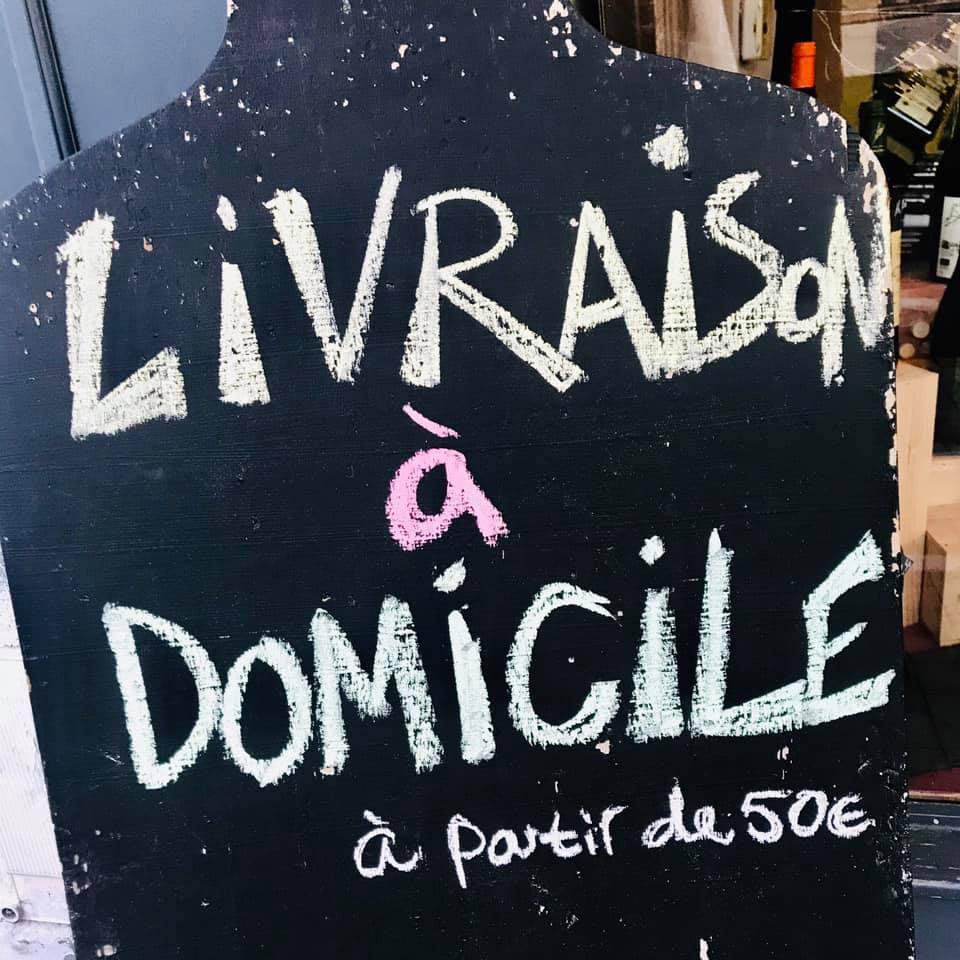 LiVRAiSON
à
DOMiCiLE
à partir de 50€